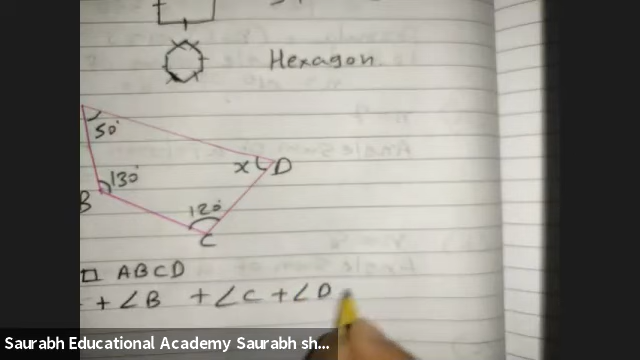 Hexagon.
50°
x D
B 130°
120°
C
□ ABCD
+ ∠B + ∠C + ∠D
Saurabh Educational Academy Saurabh sh...